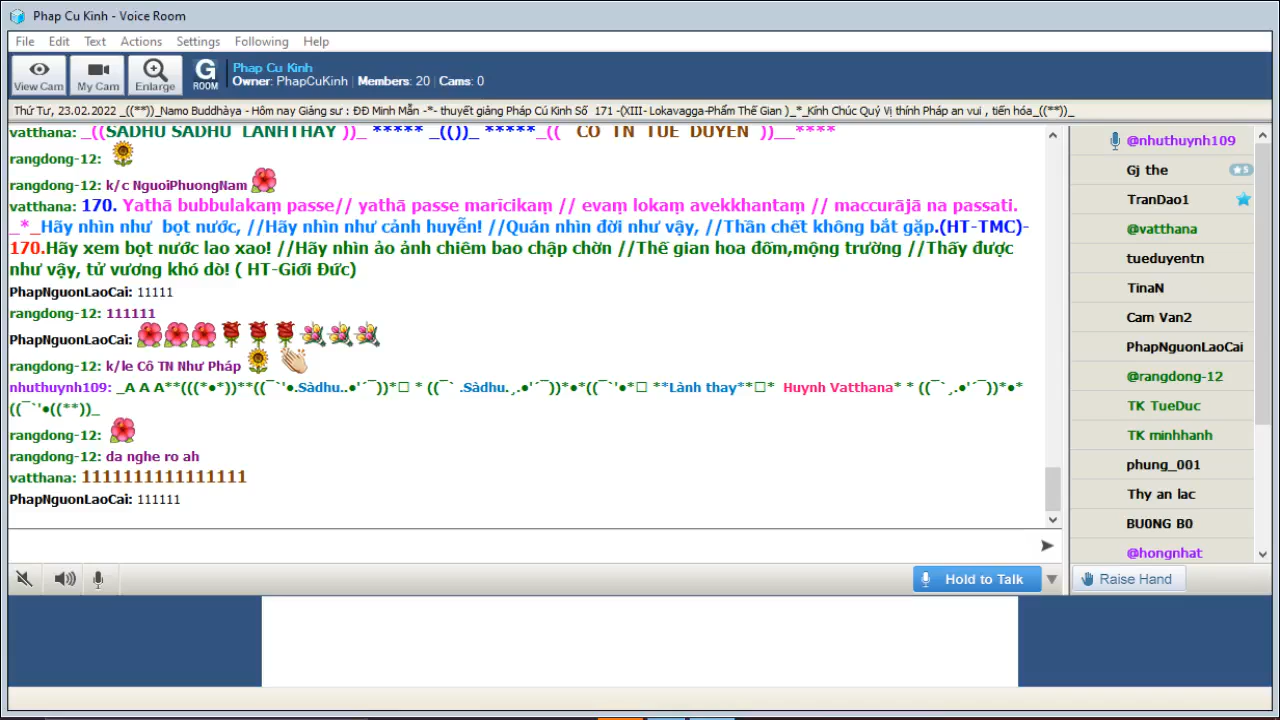 Phap Cu Kinh - Voice Room
File Edit Text Actions Settings Following Help
View Cam My Cam Enlarge G ROOM Phap Cu Kinh
Owner: PhapCuKinh Members: 20 Cams: 0
Thứ Tư, 23.02.2022 _((**))_Namo Buddhàya - Hôm nay Giảng sư : ĐĐ Minh Mẫn -*- thuyết giảng Pháp Cú Kinh Số 171 -(XIII- Lokavagga-Phẩm Thế Gian )_*_Kính Chúc Quý Vị thính Pháp an vui , tiến hóa_((**))_
vatthana: _((SADHU SADHU LANHTHAY ))_ ***** _(())_ *****_(( CO TN TUE DUYEN ))__****
rangdong-12:
rangdong-12: k/c NguoiPhuongNam
vatthana: 170. Yathā bubbulakaṃ passe// yathā passe marīcikaṃ // evaṃ lokaṃ avekkhantaṃ // maccurājā na passati.
_*_Hãy nhìn như bọt nước, //Hãy nhìn như cảnh huyễn! //Quán nhìn đời như vậy, //Thần chết không bắt gặp.(HT-TMC)-
170.Hãy xem bọt nước lao xao! //Hãy nhìn ảo ảnh chiêm bao chập chờn //Thế gian hoa đốm,mộng trường //Thấy được
như vậy, tử vương khó dò! ( HT-Giới Đức)
PhapNguonLaoCai: 11111
rangdong-12: 111111
PhapNguonLaoCai:
rangdong-12: k/le Cô TN Như Pháp
nhuthuynh109: _A A A**(((*•*))**((¯`'•.Sàdhu..•'´¯))*□ * ((¯` .Sàdhu.¸.•'´¯))*•*((¯`'•*□ **Lành thay**□* Huynh Vatthana* * ((¯`¸.•'´¯))*•*
((¯`'•((**))_
rangdong-12:
rangdong-12: da nghe ro ah
vatthana: 1111111111111111
PhapNguonLaoCai: 111111
@nhuthuynh109
Gj the
TranDao1
@vatthana
tueduyentn
TinaN
Cam Van2
PhapNguonLaoCai
@rangdong-12
TK TueDuc
TK minhhanh
phung_001
Thy an lac
BU0NG B0
@hongnhat
Hold to Talk
Raise Hand